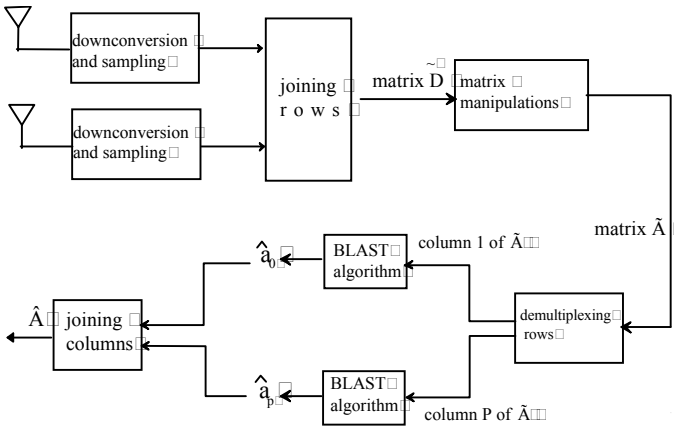 downconversion
and sampling
joining
rows
matrix D̃
matrix
manipulations
downconversion
and sampling
matrix Ã
BLAST
algorithm
column 1 of Ã
â0
demultiplexing
rows
Â
joining
columns
BLAST
algorithm
âp
column P of Ã